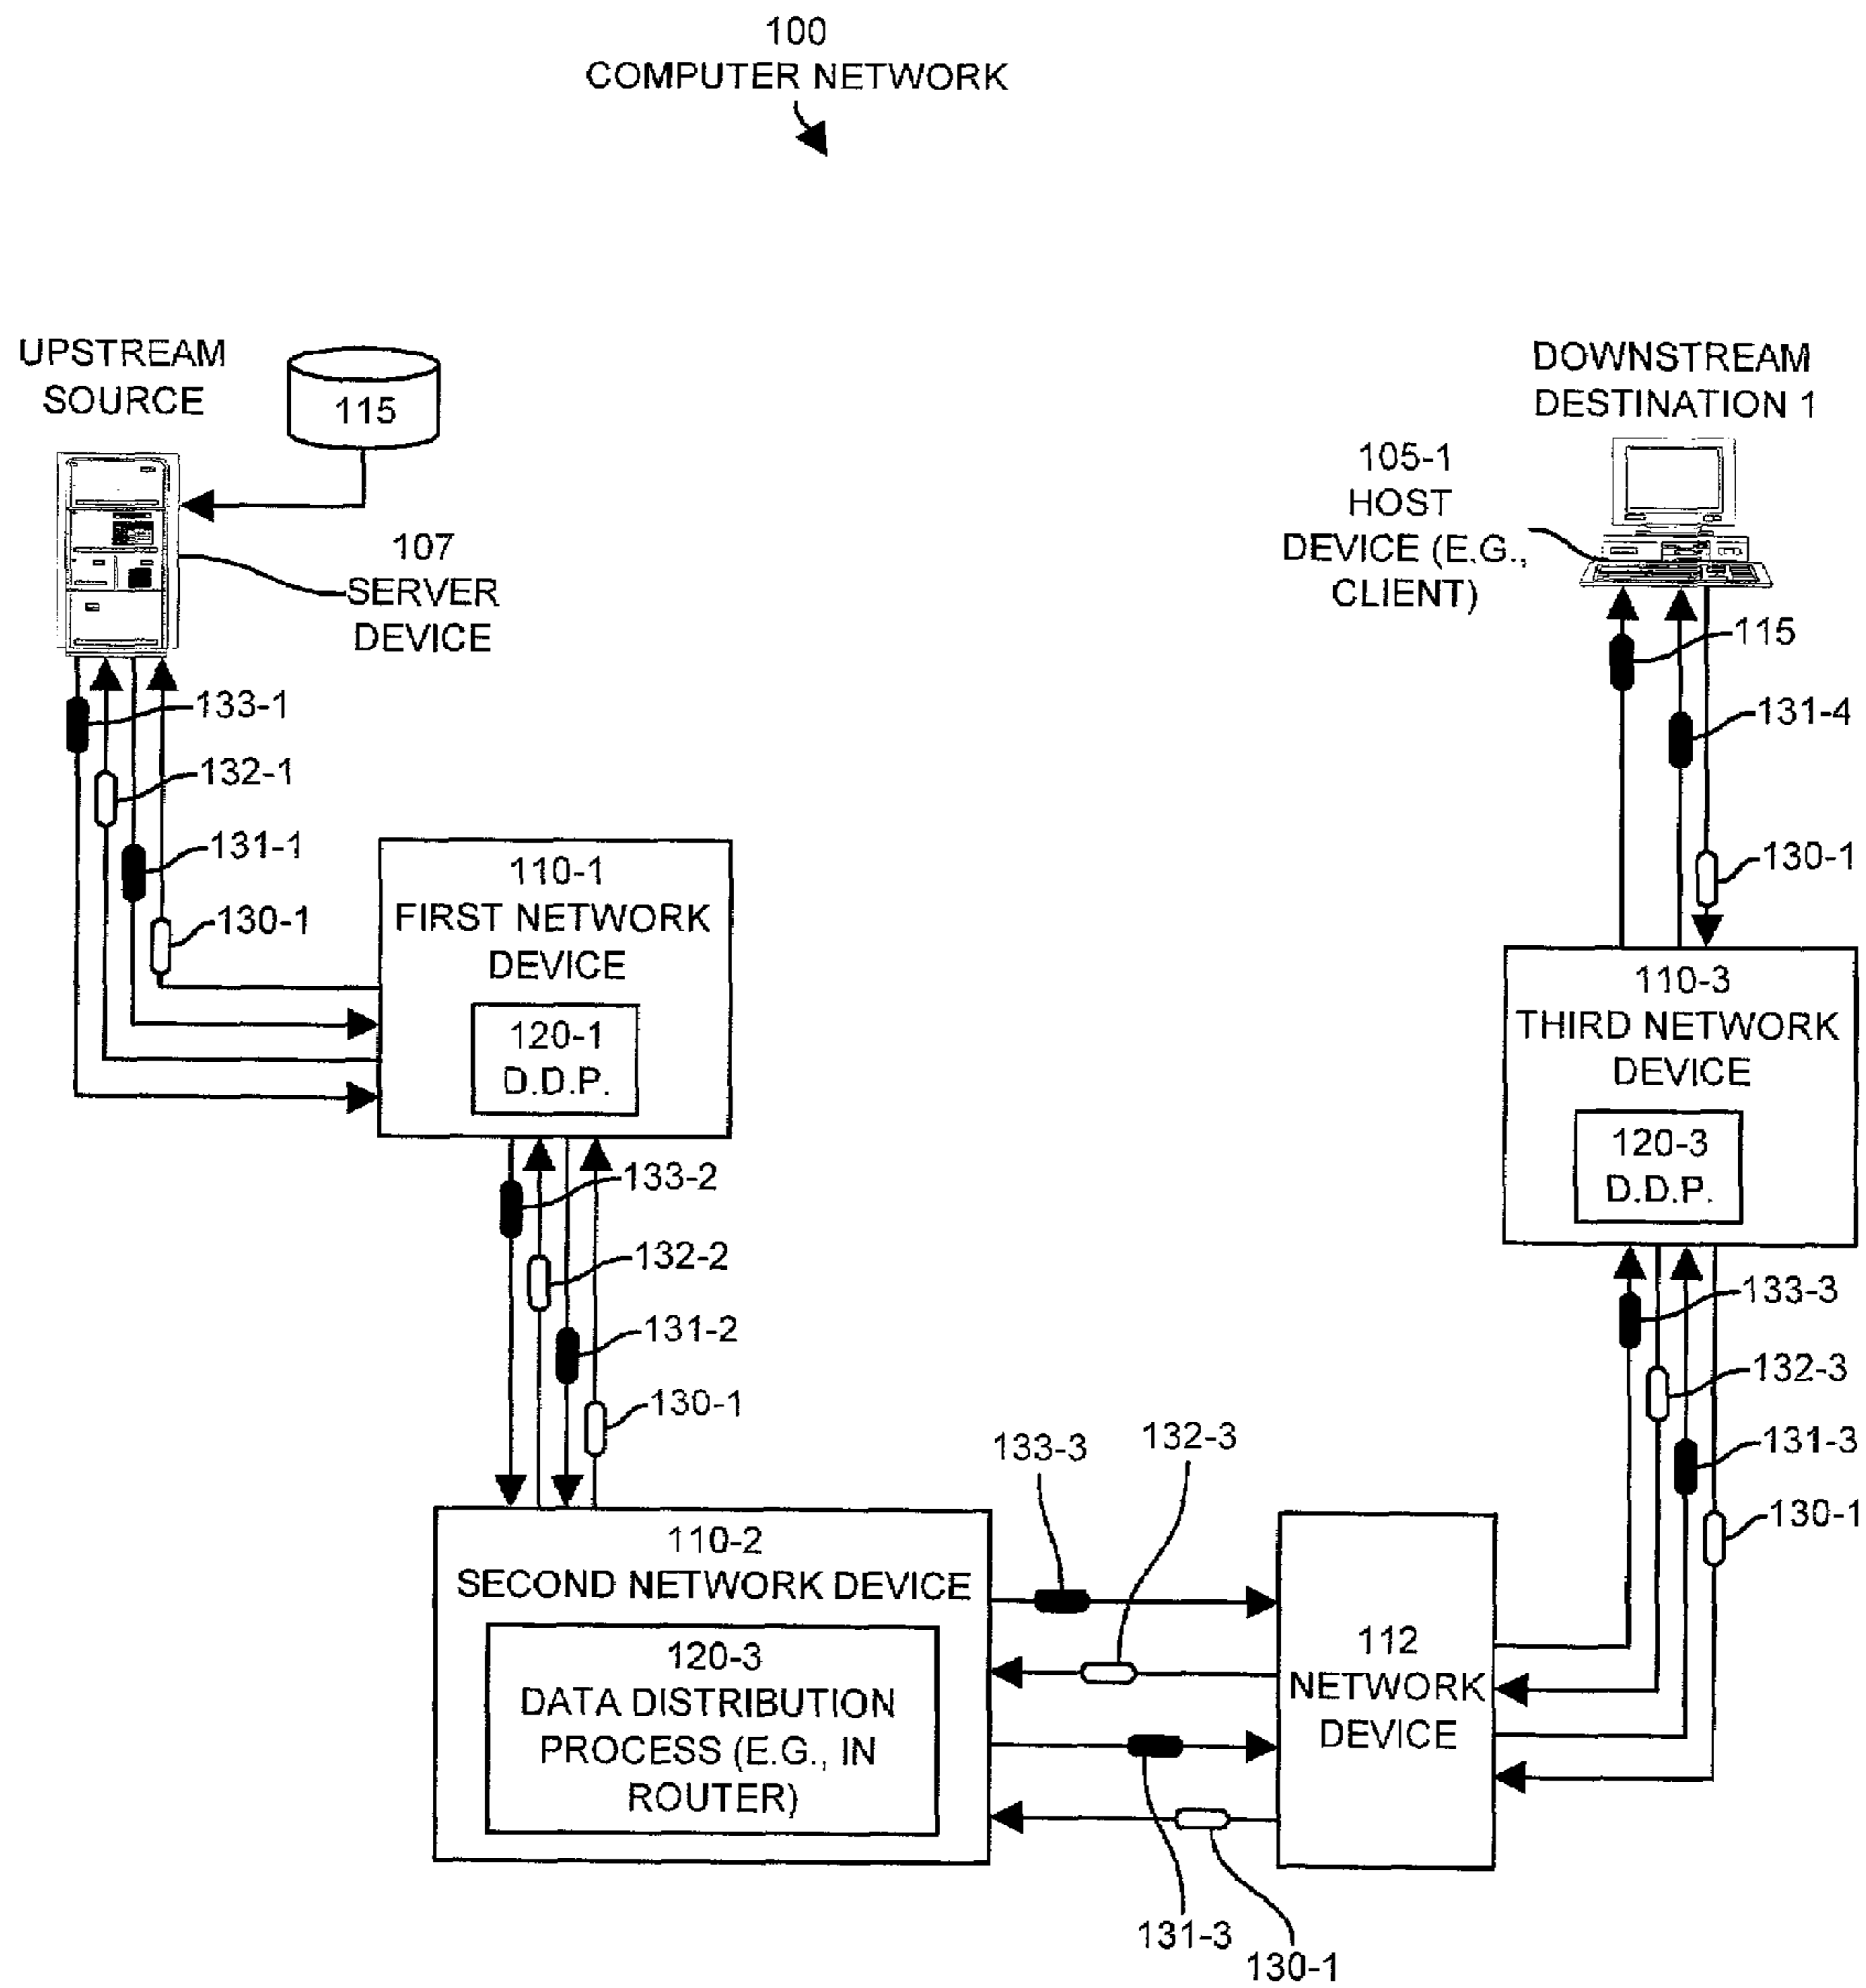 100
COMPUTER NETWORK
UPSTREAM
SOURCE
115
107
SERVER
DEVICE
DOWNSTREAM
DESTINATION 1
105-1
HOST
DEVICE (E.G.,
CLIENT)
115
131-4
130-1
133-1
132-1
131-1
130-1
110-1
FIRST NETWORK
DEVICE
120-1
D.D.P.
110-3
THIRD NETWORK
DEVICE
120-3
D.D.P.
133-2
132-2
131-2
130-1
133-3
132-3
131-3
130-1
133-3
132-3
110-2
SECOND NETWORK DEVICE
120-3
DATA DISTRIBUTION
PROCESS (E.G., IN
ROUTER)
112
NETWORK
DEVICE
131-3
130-1